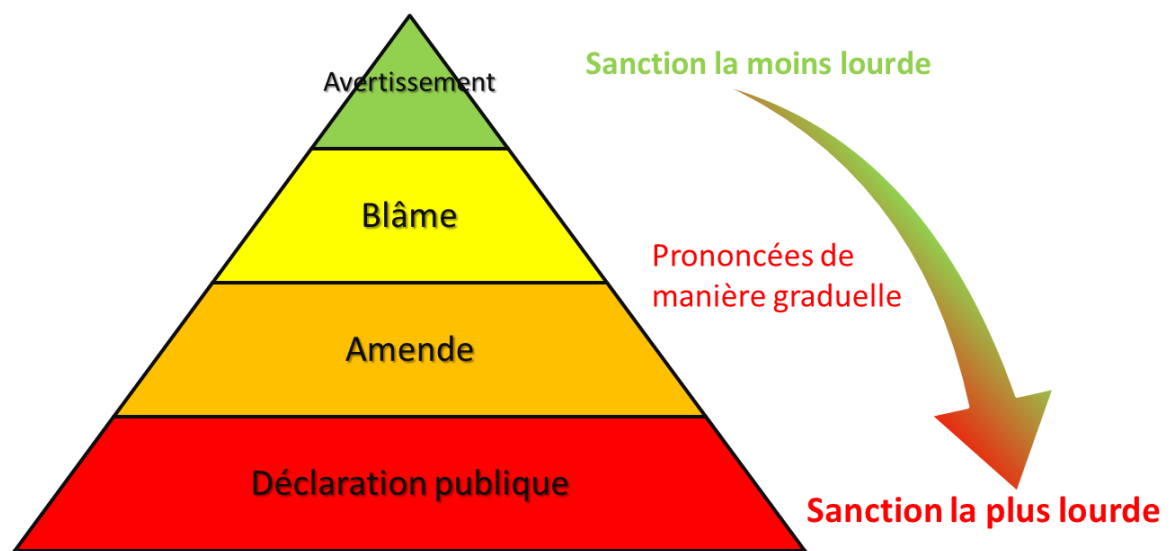 Avertissement
Sanction la moins lourde
Blâme
Prononcées de
manière graduelle
Amende
Déclaration publique
Sanction la plus lourde